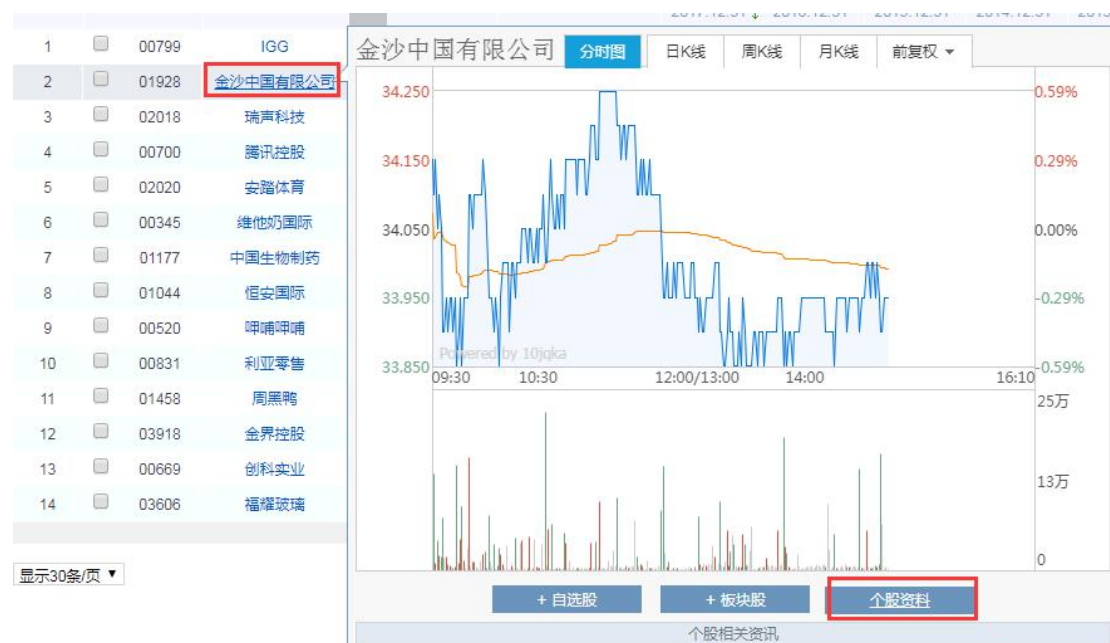 1 00799 IGG
2 01928 金沙中国有限公司
3 02018 瑞声科技
4 00700 腾讯控股
5 02020 安踏体育
6 00345 维他奶国际
7 01177 中国生物制药
8 01044 恒安国际
9 00520 呷哺呷哺
10 00831 利亚零售
11 01458 周黑鸭
12 03918 金界控股
13 00669 创科实业
14 03606 福耀玻璃
显示30条/页 ▼
金沙中国有限公司 分时图 日K线 周K线 月K线 前复权 ▼
34.250 0.59%
34.150 0.29%
34.050 0.00%
33.950 -0.29%
Powered by 10jqka
33.850 -0.59%
09:30 10:30 12:00/13:00 14:00 16:10
25万
13万
0
+ 自选股 + 板块股 个股资料
个股相关资讯